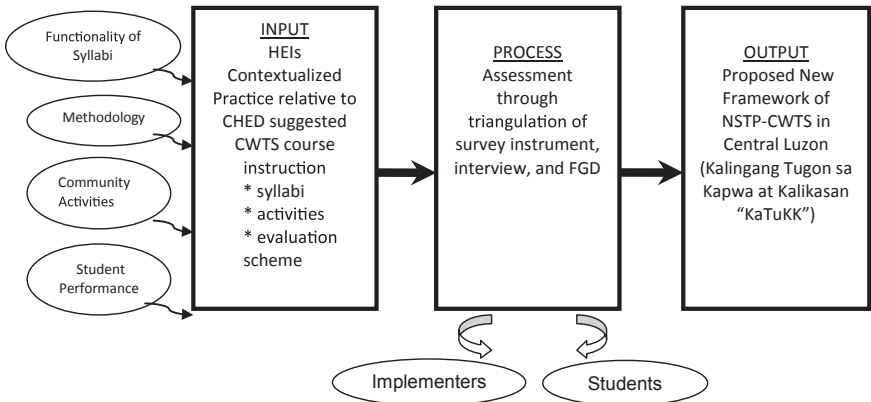 Functionality of
Syllabi
Methodology
Community
Activities
Student
Performance
INPUT
HEIs
Contextualized
Practice relative to
CHED suggested
CWTS course
instruction
* syllabi
* activities
* evaluation
scheme
PROCESS
Assessment
through
triangulation of
survey instrument,
interview, and FGD
OUTPUT
Proposed New
Framework of
NSTP-CWTS in
Central Luzon
(Kalingang Tugon sa
Kapwa at Kalikasan
“KaTuKK”)
Implementers
Students